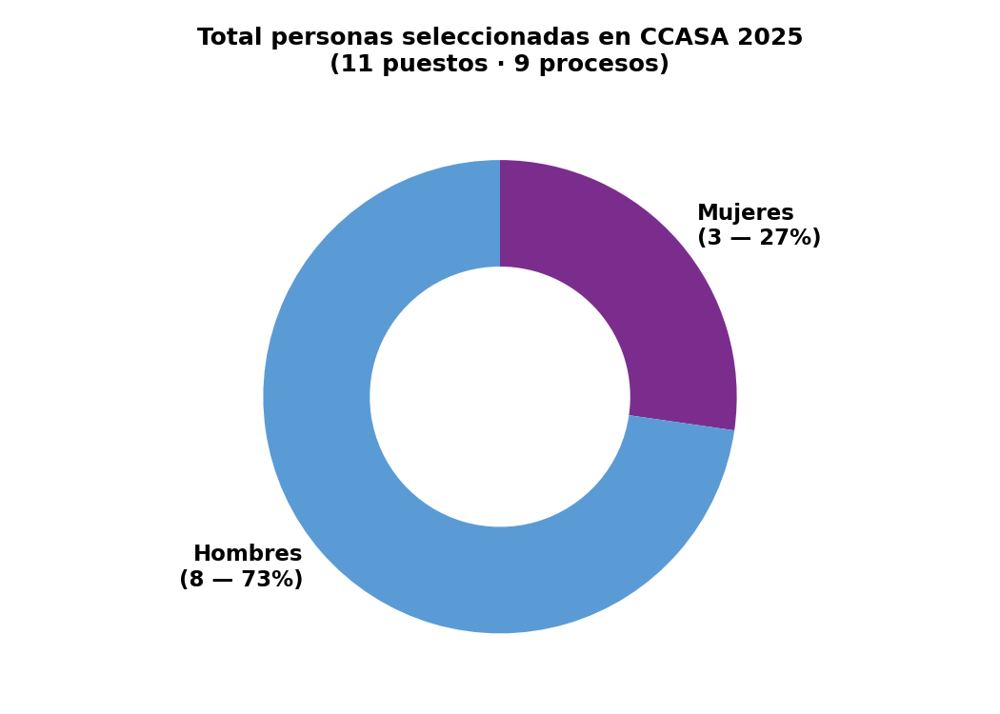 Total personas seleccionadas en CCASA 2025
(11 puestos · 9 procesos)
Mujeres
(3 — 27%)
Hombres
(8 — 73%)